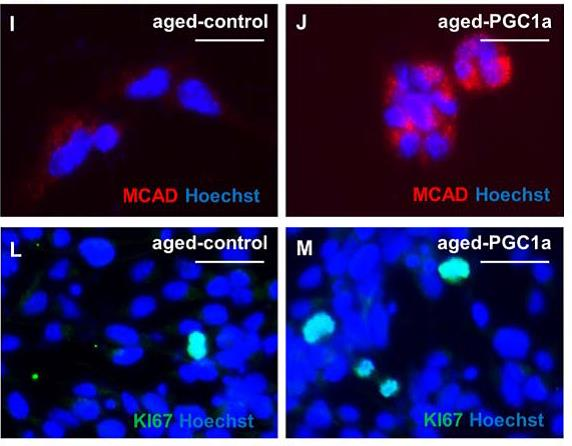 I
aged-control
MCAD Hoechst
J
aged-PGC1a
MCAD Hoechst
L
aged-control
KI67 Hoechst
M
aged-PGC1a
KI67 Hoechst